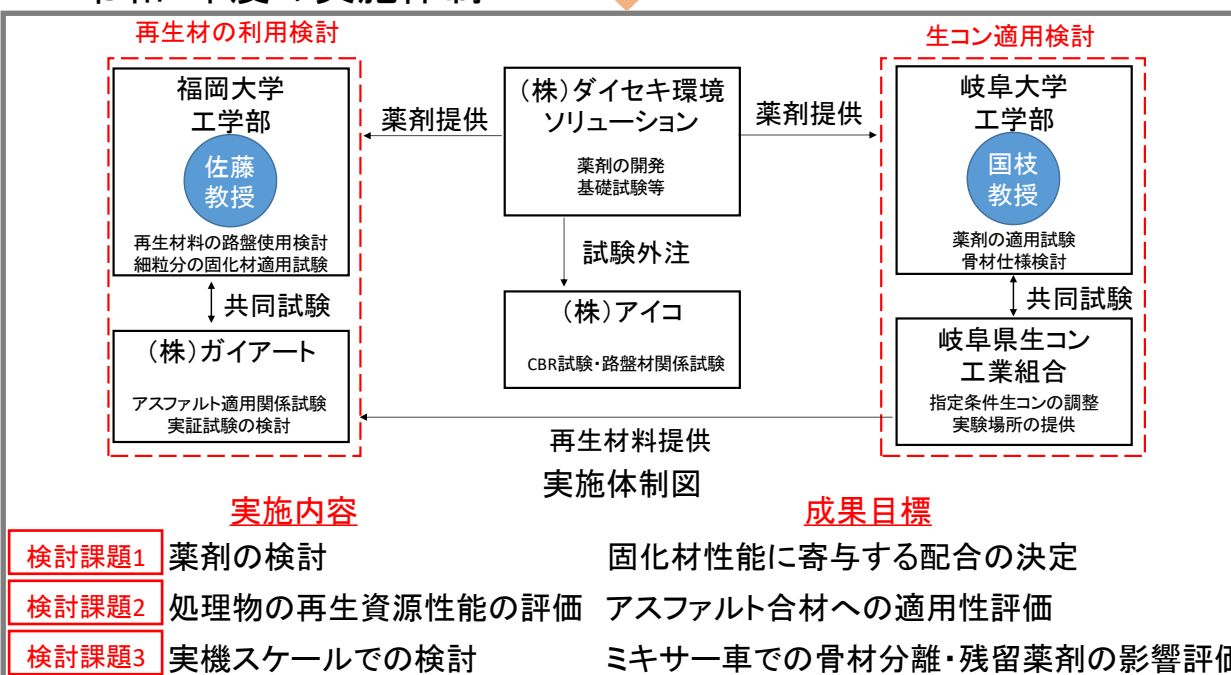 再生材の利用検討
生コン適用検討
福岡大学
工学部
佐藤
教授
再生材料の路盤使用検討
細粒分の固化材適用試験
薬剤提供
(株)ダイセキ環境
ソリューション
薬剤の開発
基礎試験等
薬剤提供
岐阜大学
工学部
国枝
教授
薬剤の適用試験
骨材仕様検討
共同試験
試験外注
共同試験
(株)ガイアート
アスファルト適用関係試験
実証試験の検討
(株)アイコ
CBR試験・路盤材関係試験
岐阜県生コン
工業組合
指定条件生コンの調整
実験場所の提供
再生材料提供
実施体制図
実施内容
成果目標
検討課題1 薬剤の検討 固化材性能に寄与する配合の決定
検討課題2 処理物の再生資源性能の評価 アスファルト合材への適用性評価
検討課題3 実機スケールでの検討 ミキサー車での骨材分離・残留薬剤の影響評価